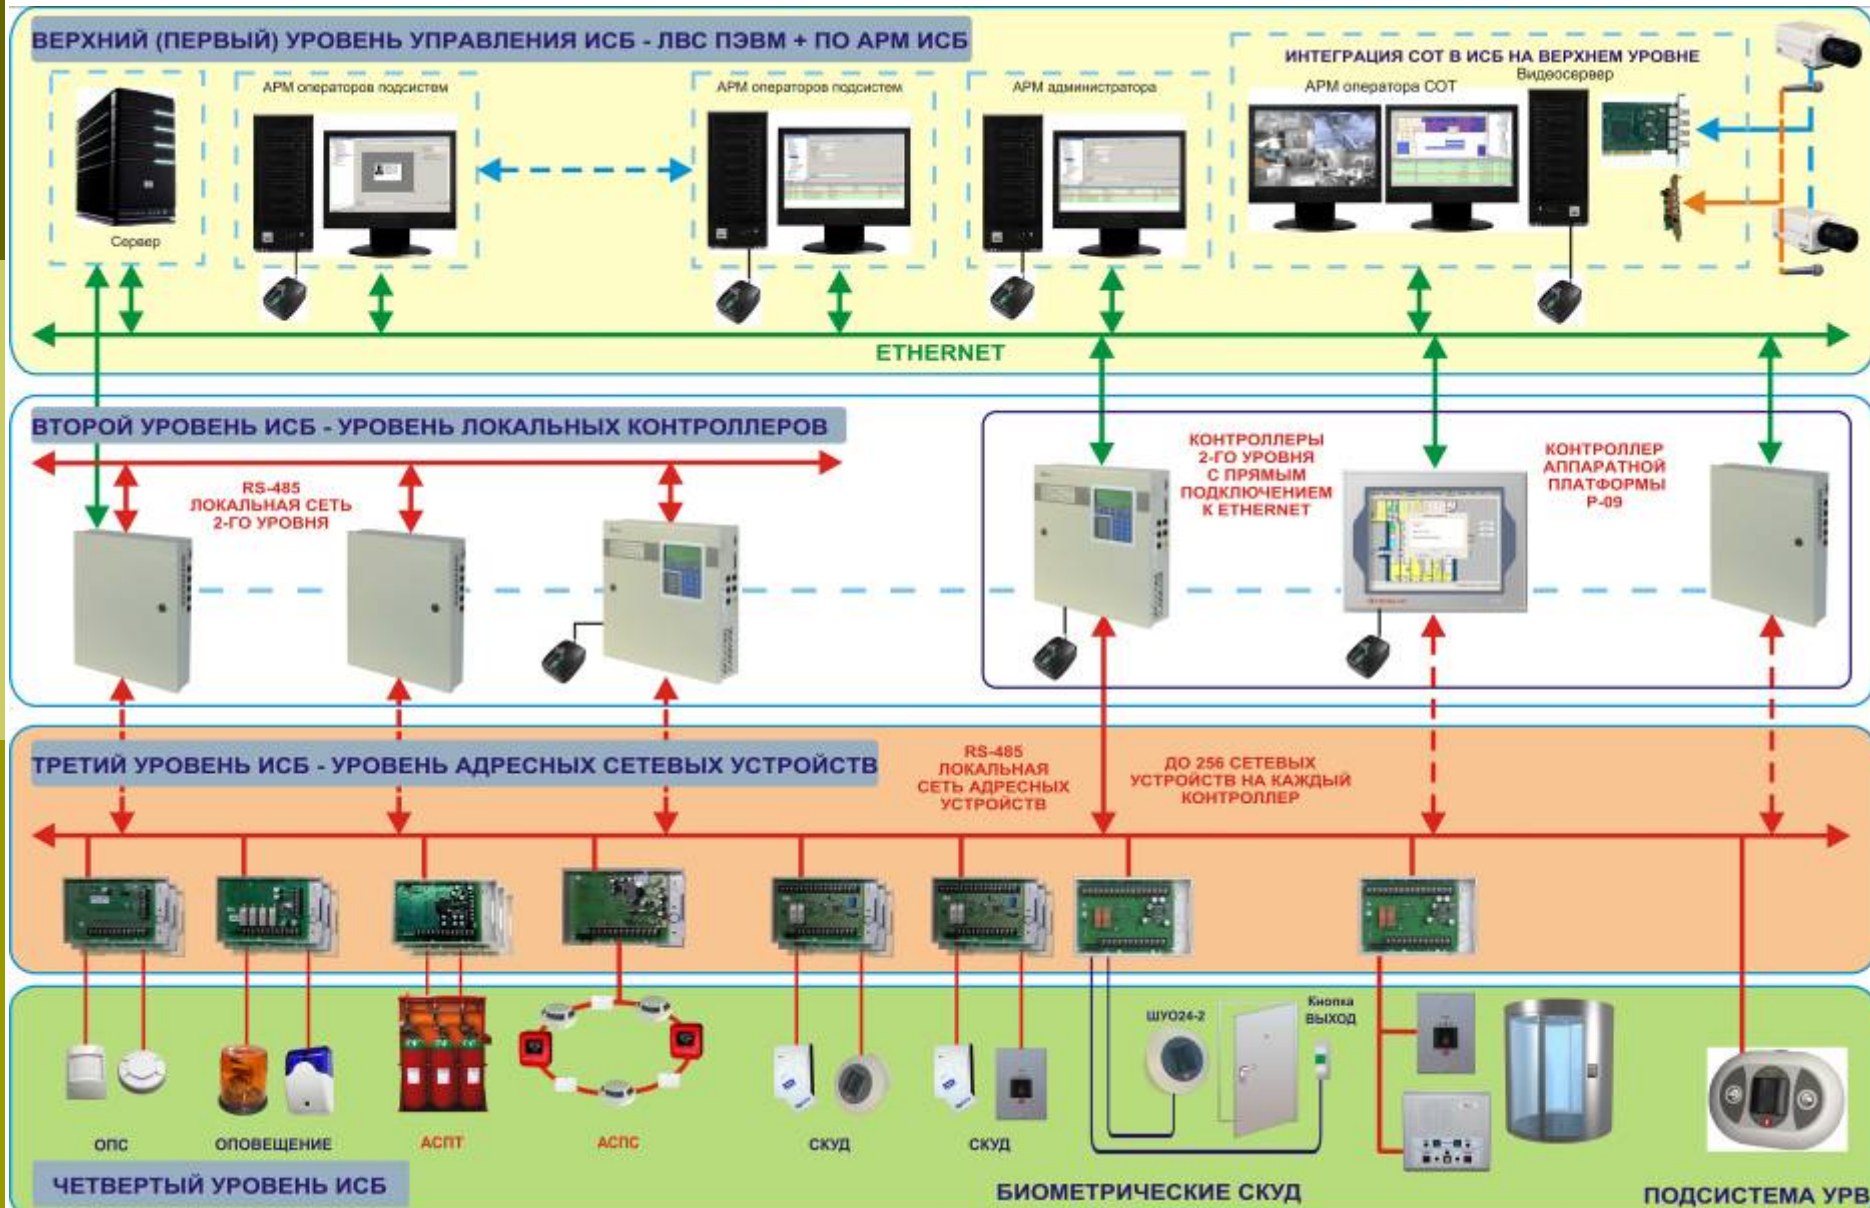 ВЕРХНИЙ (ПЕРВЫЙ) УРОВЕНЬ УПРАВЛЕНИЯ ИСБ - ЛВС ПЭВМ + ПО АРМ ИСБ
ИНТЕГРАЦИЯ СОТ В ИСБ НА ВЕРХНЕМ УРОВНЕ
АРМ операторов подсистем
АРМ операторов подсистем
АРМ администратора
АРМ оператора СОТ
Видеосервер
Сервер
ETHERNET
ВТОРОЙ УРОВЕНЬ ИСБ - УРОВЕНЬ ЛОКАЛЬНЫХ КОНТРОЛЛЕРОВ
RS-485
ЛОКАЛЬНАЯ СЕТЬ
2-ГО УРОВНЯ
КОНТРОЛЛЕРЫ
2-ГО УРОВНЯ
С ПРЯМЫМ
ПОДКЛЮЧЕНИЕМ
К ETHERNET
КОНТРОЛЛЕР
АППАРАТНОЙ
ПЛАТФОРМЫ
Р-09
ТРЕТИЙ УРОВЕНЬ ИСБ - УРОВЕНЬ АДРЕСНЫХ СЕТЕВЫХ УСТРОЙСТВ
RS-485
ЛОКАЛЬНАЯ
СЕТЬ АДРЕСНЫХ
УСТРОЙСТВ
ДО 256 СЕТЕВЫХ
УСТРОЙСТВ НА КАЖДЫЙ
КОНТРОЛЛЕР
ШУО24-2
Кнопка
ВЫХОД
ОПС
ОПОВЕЩЕНИЕ
АСПТ
АСПС
СКУД
СКУД
ЧЕТВЕРТЫЙ УРОВЕНЬ ИСБ
БИОМЕТРИЧЕСКИЕ СКУД
ПОДСИСТЕМА УРВ